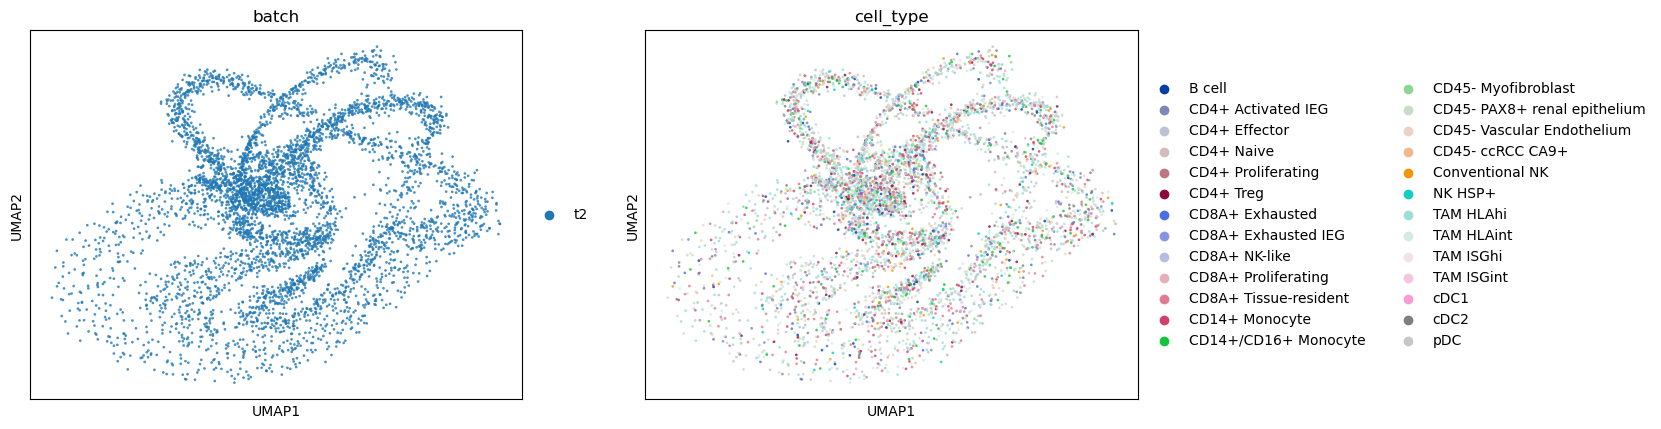 batch
UMAP2
UMAP1
t2
cell_type
UMAP2
UMAP1
B cell
CD4+ Activated IEG
CD4+ Effector
CD4+ Naive
CD4+ Proliferating
CD4+ Treg
CD8A+ Exhausted
CD8A+ Exhausted IEG
CD8A+ NK-like
CD8A+ Proliferating
CD8A+ Tissue-resident
CD14+ Monocyte
CD14+/CD16+ Monocyte
CD45- Myofibroblast
CD45- PAX8+ renal epithelium
CD45- Vascular Endothelium
CD45- ccRCC CA9+
Conventional NK
NK HSP+
TAM HLAhi
TAM HLAint
TAM ISGhi
TAM ISGint
cDC1
cDC2
pDC